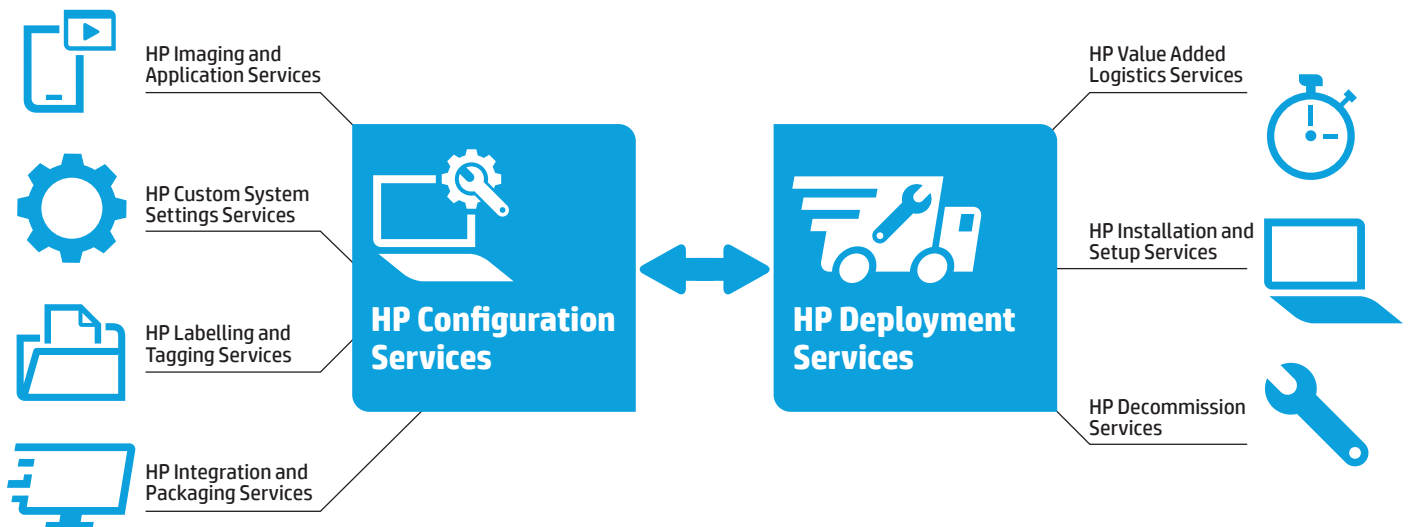 HP Imaging and
Application Services
HP Custom System
Settings Services
HP Labelling and
Tagging Services
HP Integration and
Packaging Services
HP Configuration
Services
HP Deployment
Services
HP Value Added
Logistics Services
HP Installation and
Setup Services
HP Decommission
Services